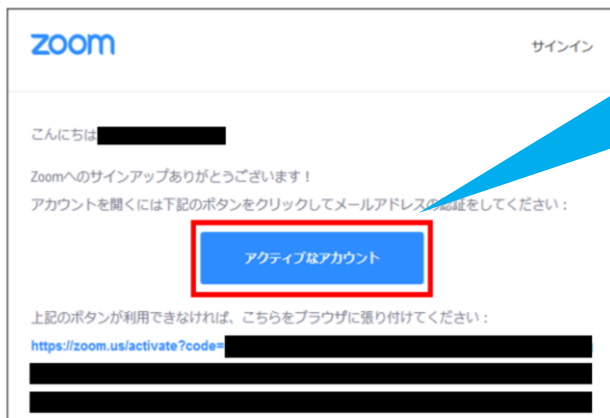 zoom
サインイン
こんにちは
Zoomへのサインアップありがとうございます！
アカウントを開くには下記のボタンをクリックしてメールアドレスの認証をしてください：
アクティブなアカウント
上記のボタンが利用できなければ、こちらをブラウザに張り付けてください：
https://zoom.us/activate?code=